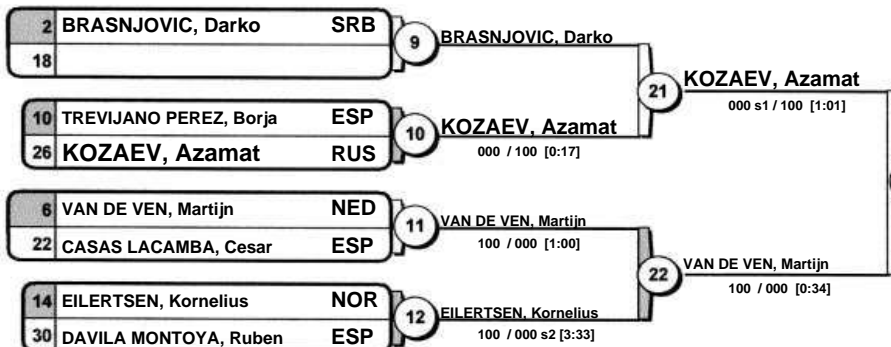 2 BRASNJOVIC, Darko SRB
18
9
BRASNJOVIC, Darko
10 TREVIJANO PEREZ, Borja ESP
26 KOZAEV, Azamat RUS
10
KOZAEV, Azamat
000 / 100 [0:17]
21
KOZAEV, Azamat
000 s1 / 100 [1:01]
6 VAN DE VEN, Martijn NED
22 CASAS LACAMBA, Cesar ESP
11
VAN DE VEN, Martijn
100 / 000 [1:00]
14 EILERTSEN, Kornelius NOR
30 DAVILA MONTOYA, Ruben ESP
12
EILERTSEN, Kornelius
100 / 000 s2 [3:33]
22
VAN DE VEN, Martijn
100 / 000 [0:34]